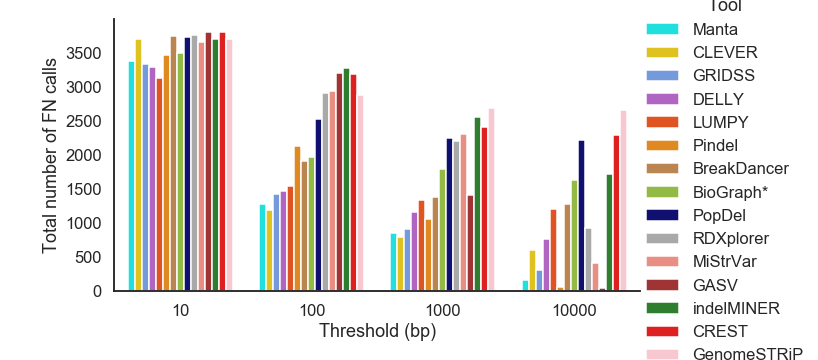 Tool
Manta
CLEVER
GRIDSS
DELLY
LUMPY
Pindel
BreakDancer
BioGraph*
PopDel
RDXplorer
MiStrVar
GASV
indelMINER
CREST
GenomeSTRiP
Total number of FN calls
3500
3000
2500
2000
1500
1000
500
0
10 100 1000 10000
Threshold (bp)